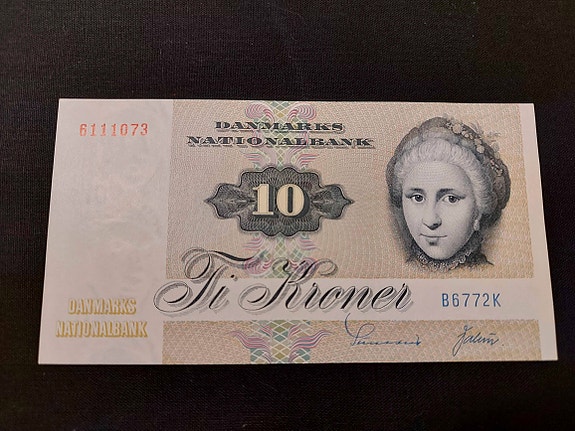 6111073
DANMARKS
NATIONALBANK
10
Ti Kroner
B6772K
DANMARKS
NATIONALBANK